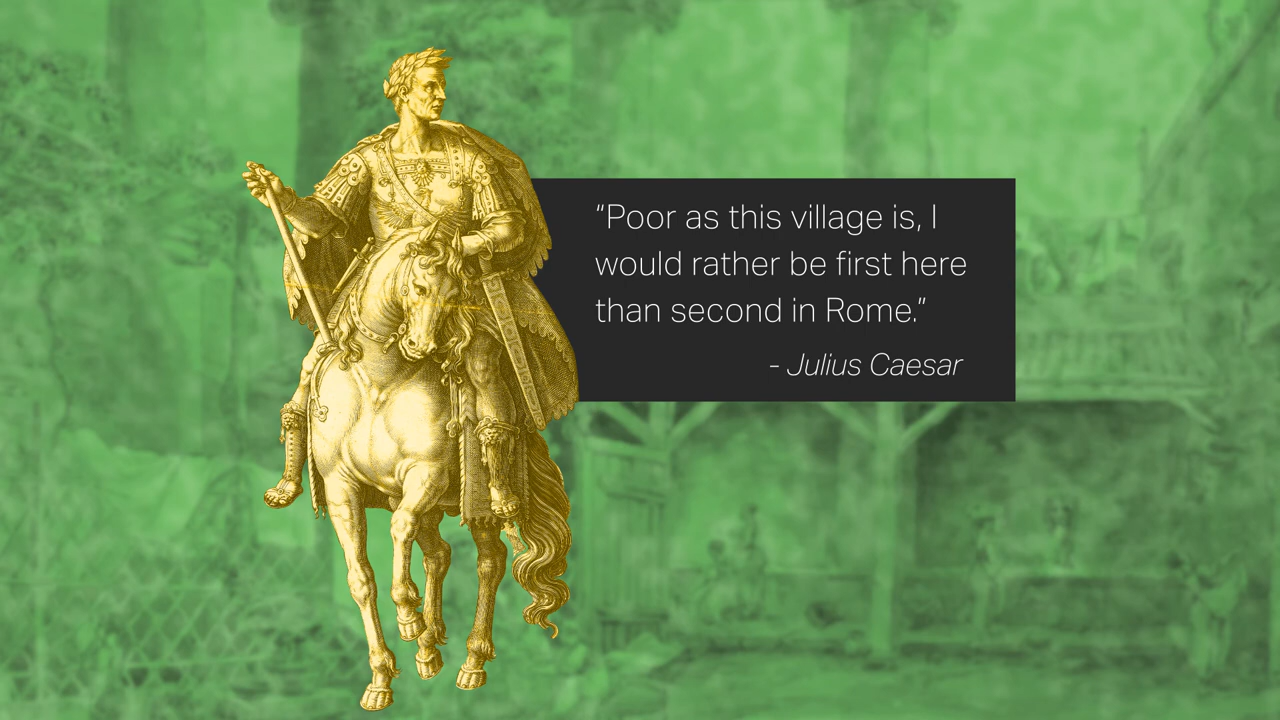 “Poor as this village is, I
would rather be first here
than second in Rome.”
- Julius Caesar